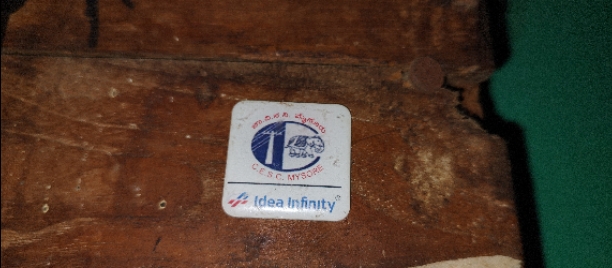 ಚಾ.ವಿ.ಸ.ನಿ. ಮೈಸೂರು
C.E.S.C. MYSORE
Idea Infinity